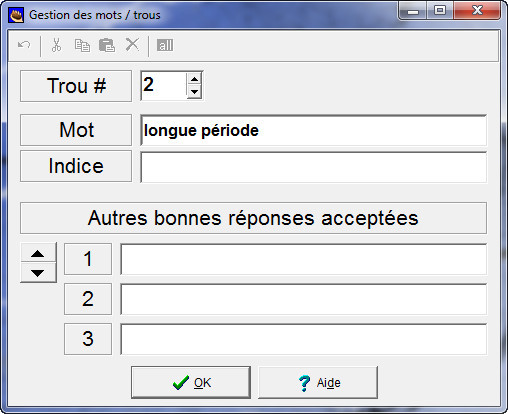 Gestion des mots / trous
all
Trou # 2
Mot longue période
Indice
Autres bonnes réponses acceptées
1
2
3
OK ? Aide